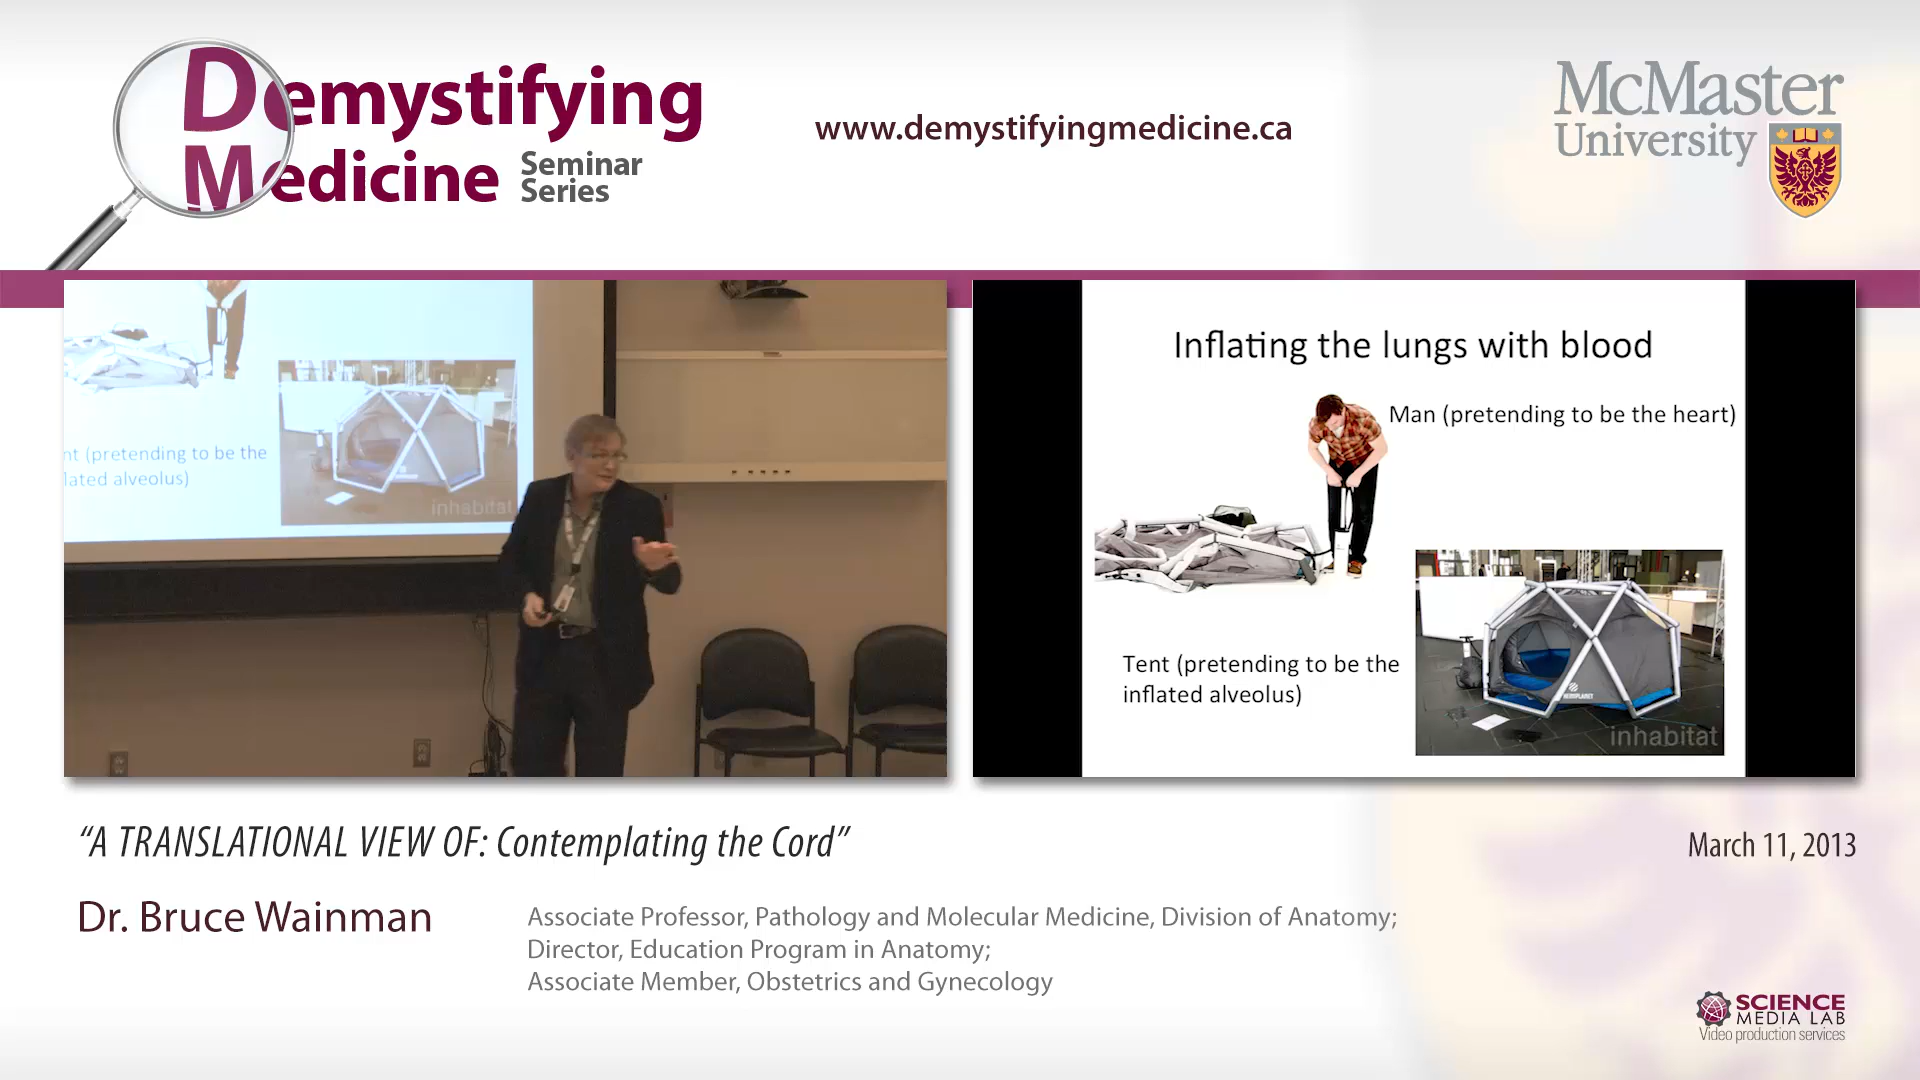 Demystifying
Medicine
Seminar
Series
www.demystifyingmedicine.ca
McMaster
University
nt (pretending to be the
lated alveolus)
inhabitat
Inflating the lungs with blood
Man (pretending to be the heart)
Tent (pretending to be the
inflated alveolus)
HEIMPLANET
inhabitat
“A TRANSLATIONAL VIEW OF: Contemplating the Cord”
March 11, 2013
Dr. Bruce Wainman
Associate Professor, Pathology and Molecular Medicine, Division of Anatomy;
Director, Education Program in Anatomy;
Associate Member, Obstetrics and Gynecology
SCIENCE
MEDIA LAB
Video production services